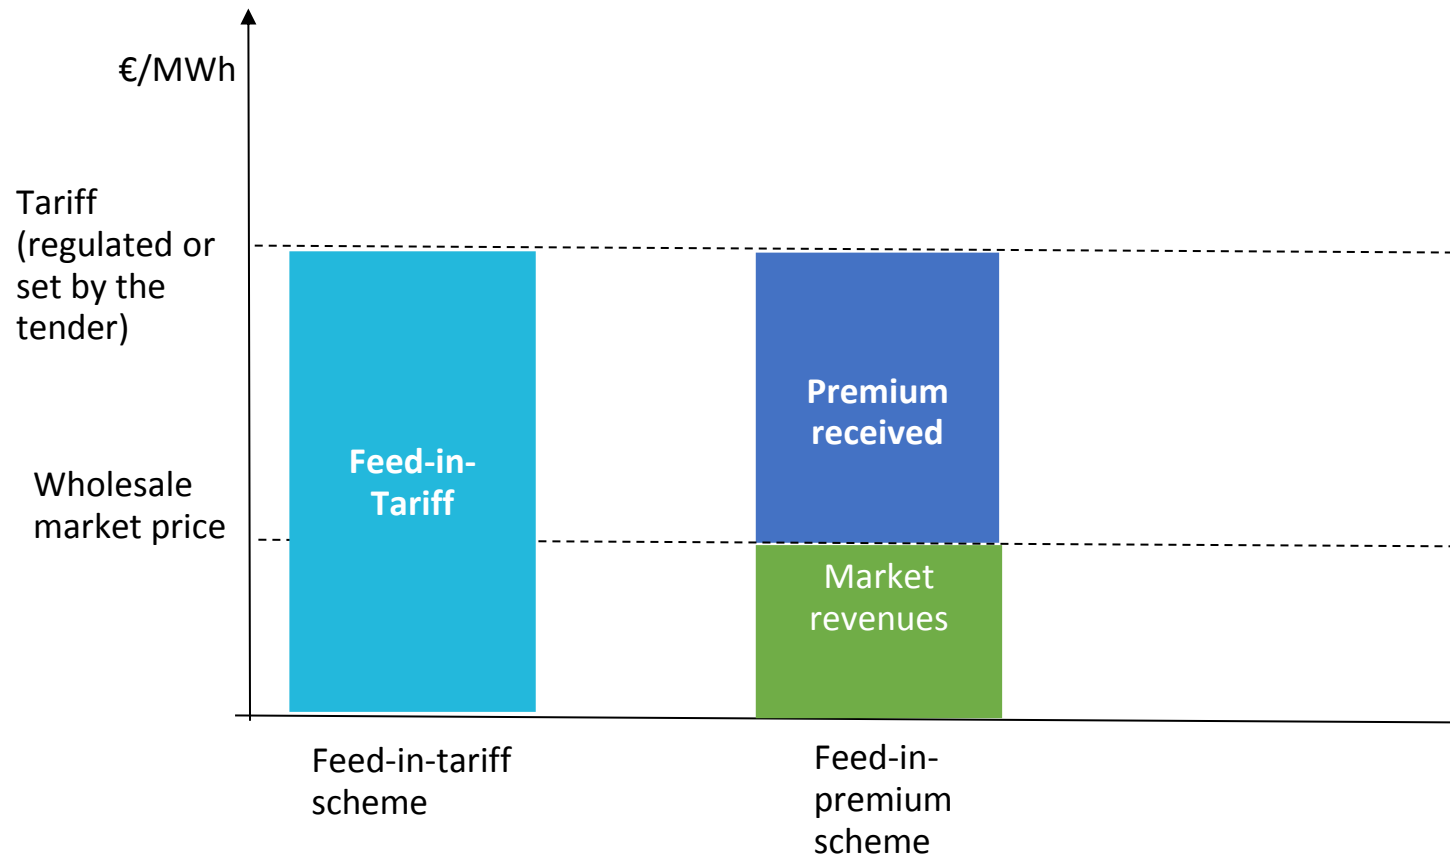 €/MWh
Tariff
(regulated or
set by the
tender)
Premium
received
Feed-in-
Tariff
Wholesale
market price
Market
revenues
Feed-in-tariff
scheme
Feed-in-
premium
scheme